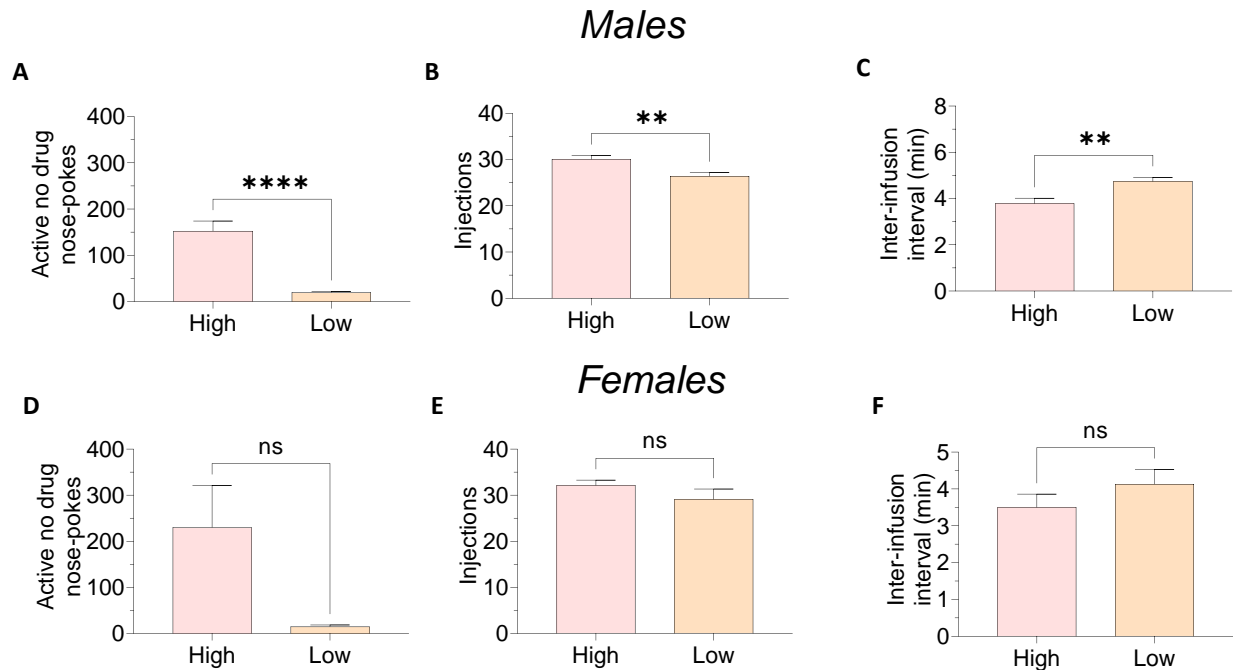 Males
A
Active no drug
nose-pokes
400
300
200
100
0
****
High
Low
B
Injections
40
30
20
10
0
**
High
Low
C
Inter-infusion
interval (min)
8
6
4
2
0
**
High
Low
Females
D
Active no drug
nose-pokes
400
300
200
100
0
ns
High
Low
E
Injections
40
30
20
10
0
ns
High
Low
F
Inter-infusion
interval (min)
5
4
3
2
1
0
ns
High
Low